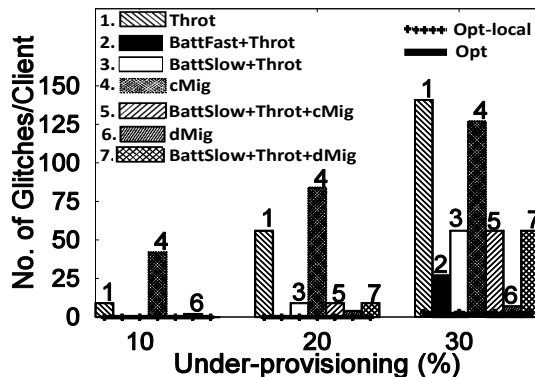 1. Throt
2. BattFast+Throt
3. BattSlow+Throt
4. cMig
5. BattSlow+Throt+cMig
6. dMig
7. BattSlow+Throt+dMig
Opt-local
Opt
No. of Glitches/Client
150
125
100
75
50
25
0
1
4
6
1
3
4
5
7
1
2
3
4
5
6
7
10
20
30
Under-provisioning (%)